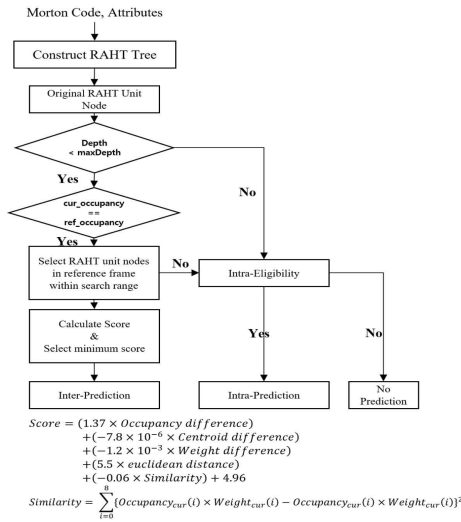 Morton Code, Attributes
Construct RAHT Tree
Original RAHT Unit
Node
Depth
< maxDepth
Yes
No
cur_occupancy
==
ref_occupancy
Yes
No
Select RAHT unit nodes
in reference frame
within search range
Intra-Eligibility
Calculate Score
&
Select minimum score
Yes
No
Inter-Prediction
Intra-Prediction
No
Prediction
Score = (1.37 × Occupancy difference)
+(−7.8 × 10⁻⁶ × Centroid difference)
+(−1.2 × 10⁻³ × Weight difference)
+(5.5 × euclidean distance)
+(−0.06 × Similarity) + 4.96
Similarity = ∑⁸ᵢ₌₀{Occupancy_cur(i) × Weight_cur(i) − Occupancy_cur(i) × Weight_cur(i)}²